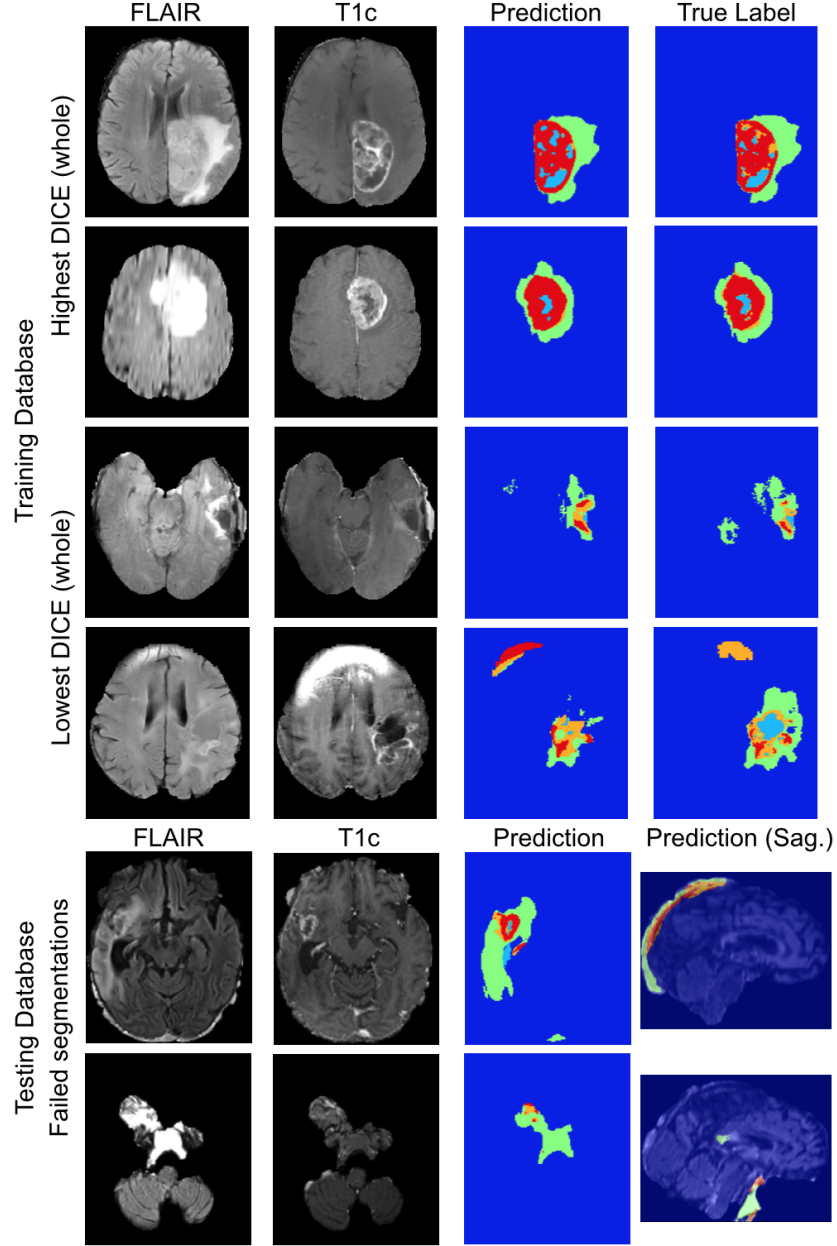 FLAIR T1c Prediction True Label
Training Database
Highest DICE (whole)
Lowest DICE (whole)
FLAIR T1c Prediction Prediction (Sag.)
Testing Database
Failed segmentations